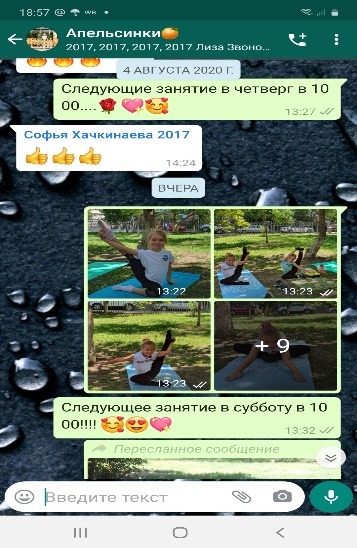 18:57
WB
Апельсинки
2017, 2017, 2017, 2017 Лиза Звоно...
4 АВГУСТА 2020 Г.
Следующие занятие в четверг в 10
00....
13:27
Софья Хачкинаева 2017
14:24
ВЧЕРА
13:22
13:23
13:23
+ 9
Следующее занятие в субботу в 10
00!!!!
13:32
Пересланное сообщение
Введите текст